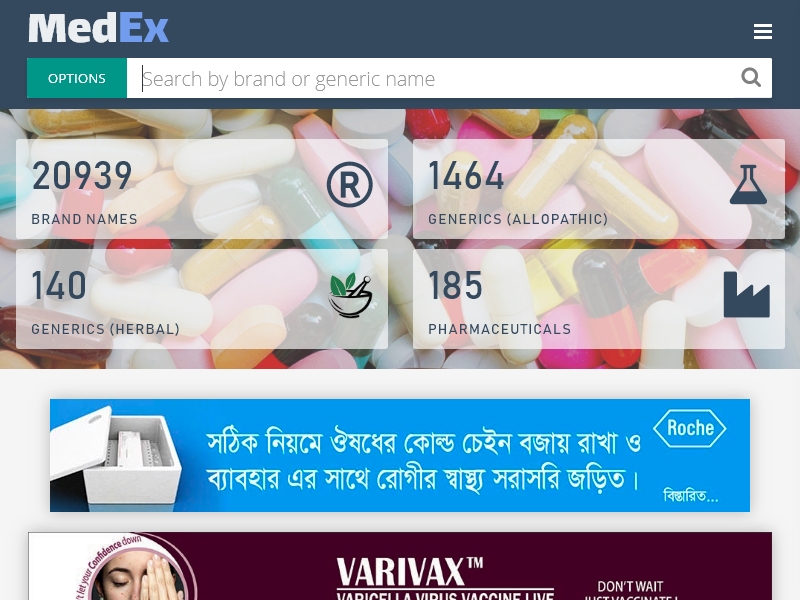 MedEx
OPTIONS
Search by brand or generic name
20939
BRAND NAMES
®
1464
GENERICS (ALLOPATHIC)
140
GENERICS (HERBAL)
185
PHARMACEUTICALS
সঠিক নিয়মে ঔষধের কোল্ড চেইন বজায় রাখা ও
ব্যাবহার এর সাথে রোগীর স্বাস্থ্য সরাসরি জড়িত।
Roche
বিস্তারিত...
let your Confidence down
VARIVAX™
VARICELLA VIRUS VACCINE LIVE
DON'T WAIT
JUST VACCINATE!